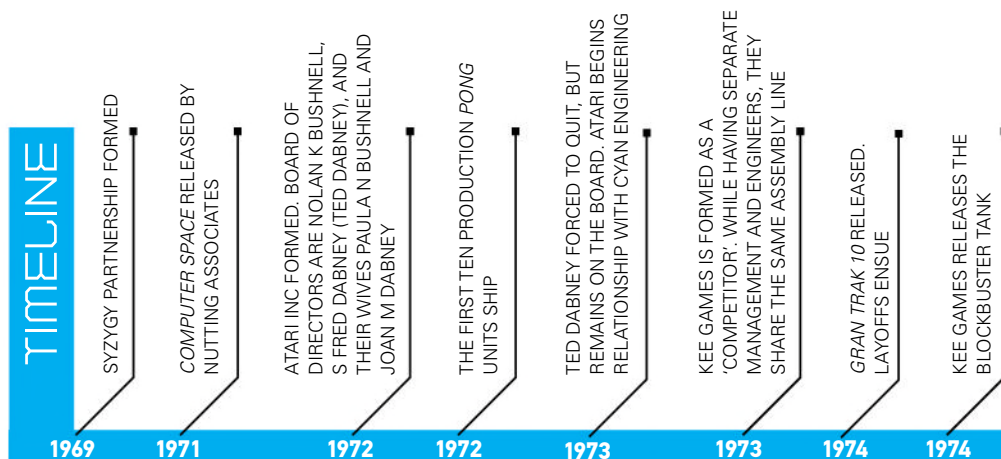 TIMELINE
SYZYGY PARTNERSHIP FORMED
1969
COMPUTER SPACE RELEASED BY
NUTTING ASSOCIATES
1971
ATARI INC FORMED. BOARD OF
DIRECTORS ARE NOLAN K BUSHNELL,
S FRED DABNEY (TED DABNEY), AND
THEIR WIVES PAULA N BUSHNELL AND
JOAN M DABNEY
1972
THE FIRST TEN PRODUCTION PONG
UNITS SHIP
1972
TED DABNEY FORCED TO QUIT, BUT
REMAINS ON THE BOARD. ATARI BEGINS
RELATIONSHIP WITH CYAN ENGINEERING
1973
KEE GAMES IS FORMED AS A
‘COMPETITOR’. WHILE HAVING SEPARATE
MANAGEMENT AND ENGINEERS, THEY
SHARE THE SAME ASSEMBLY LINE
1973
GRAN TRAK 10 RELEASED.
LAYOFFS ENSUE
1974
KEE GAMES RELEASES THE
BLOCKBUSTER TANK
1974